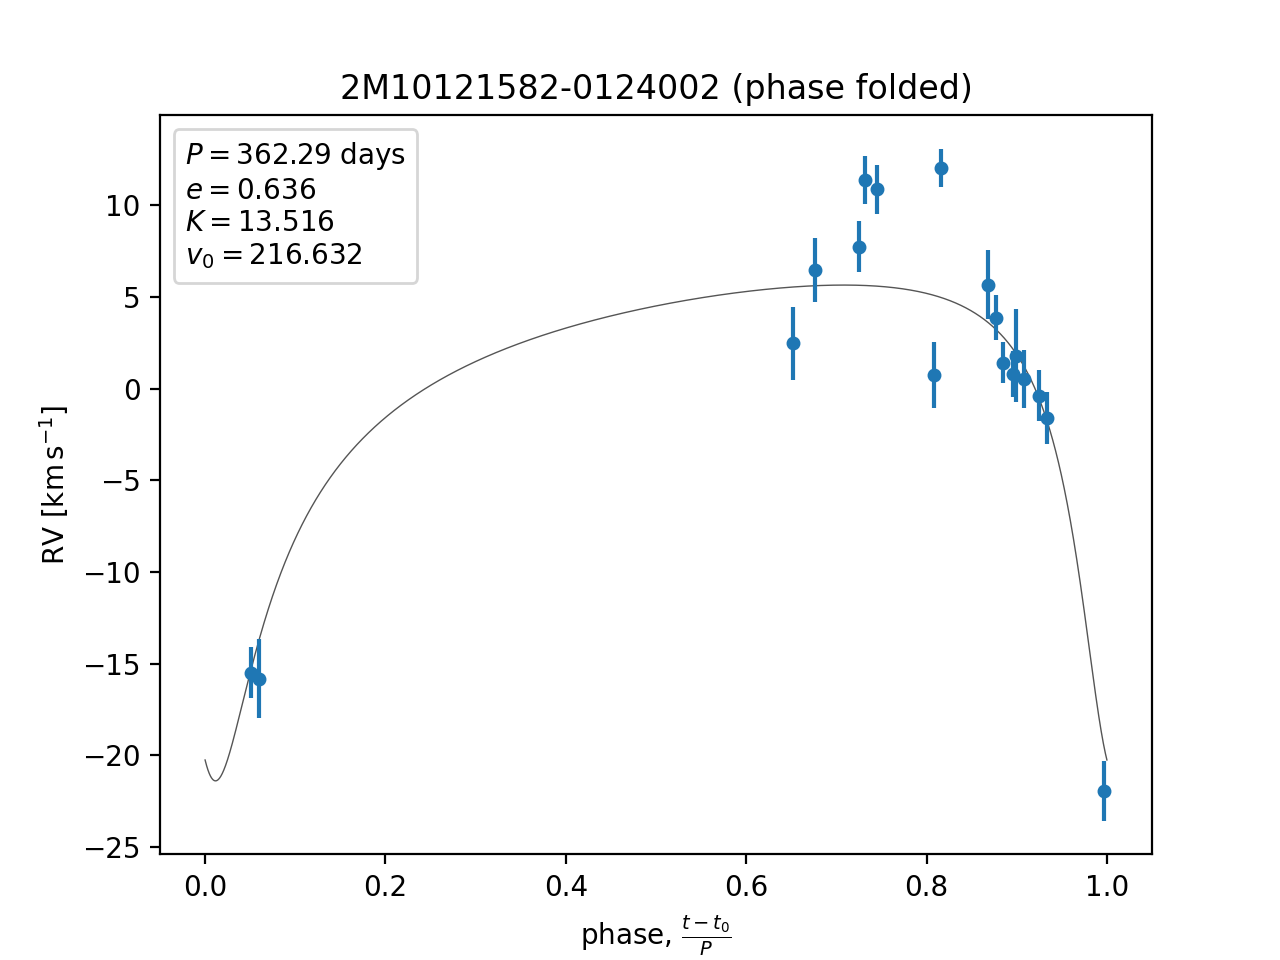 2M10121582-0124002 (phase folded)
P = 362.29 days
e = 0.636
K = 13.516
v₀ = 216.632
10
5
0
−5
−10
−15
−20
−25
RV [km s⁻¹]
0.0 0.2 0.4 0.6 0.8 1.0
phase, (t − t₀)/P